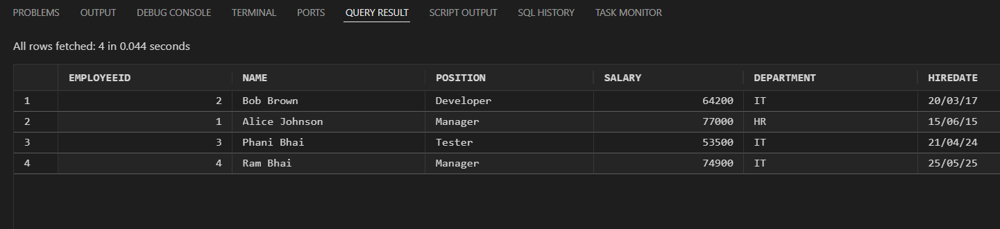 PROBLEMS OUTPUT DEBUG CONSOLE TERMINAL PORTS QUERY RESULT SCRIPT OUTPUT SQL HISTORY TASK MONITOR
All rows fetched: 4 in 0.044 seconds
EMPLOYEEID NAME POSITION SALARY DEPARTMENT HIREDATE
1 2 Bob Brown Developer 64200 IT 20/03/17
2 1 Alice Johnson Manager 77000 HR 15/06/15
3 3 Phani Bhai Tester 53500 IT 21/04/24
4 4 Ram Bhai Manager 74900 IT 25/05/25